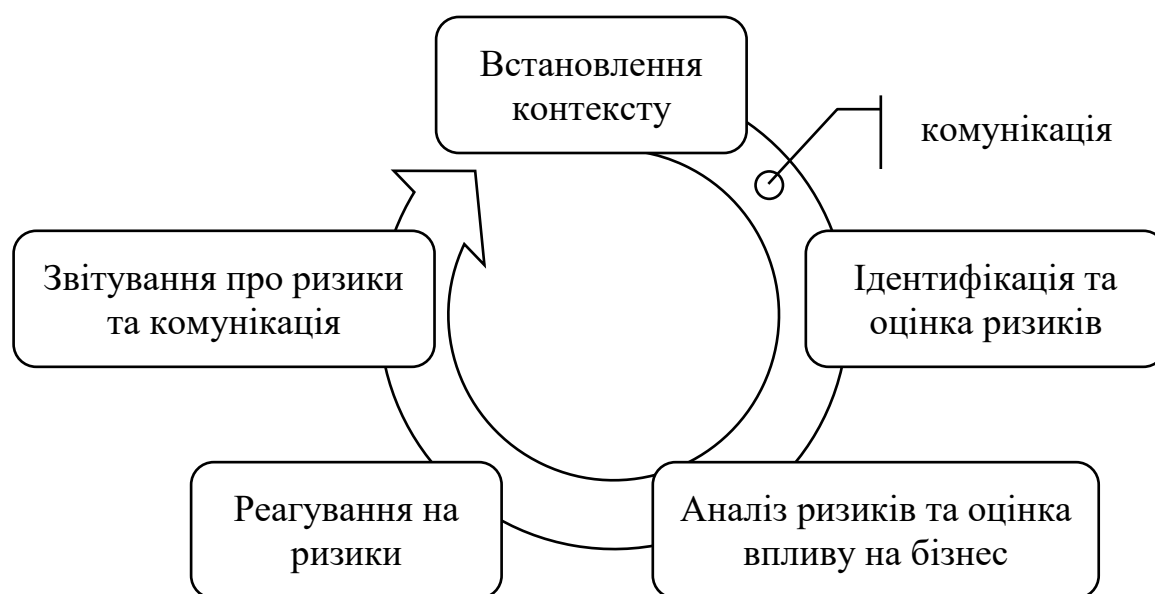 Встановлення
контексту
комунікація
Ідентифікація та
оцінка ризиків
Аналіз ризиків та оцінка
впливу на бізнес
Реагування на
ризики
Звітування про ризики
та комунікація